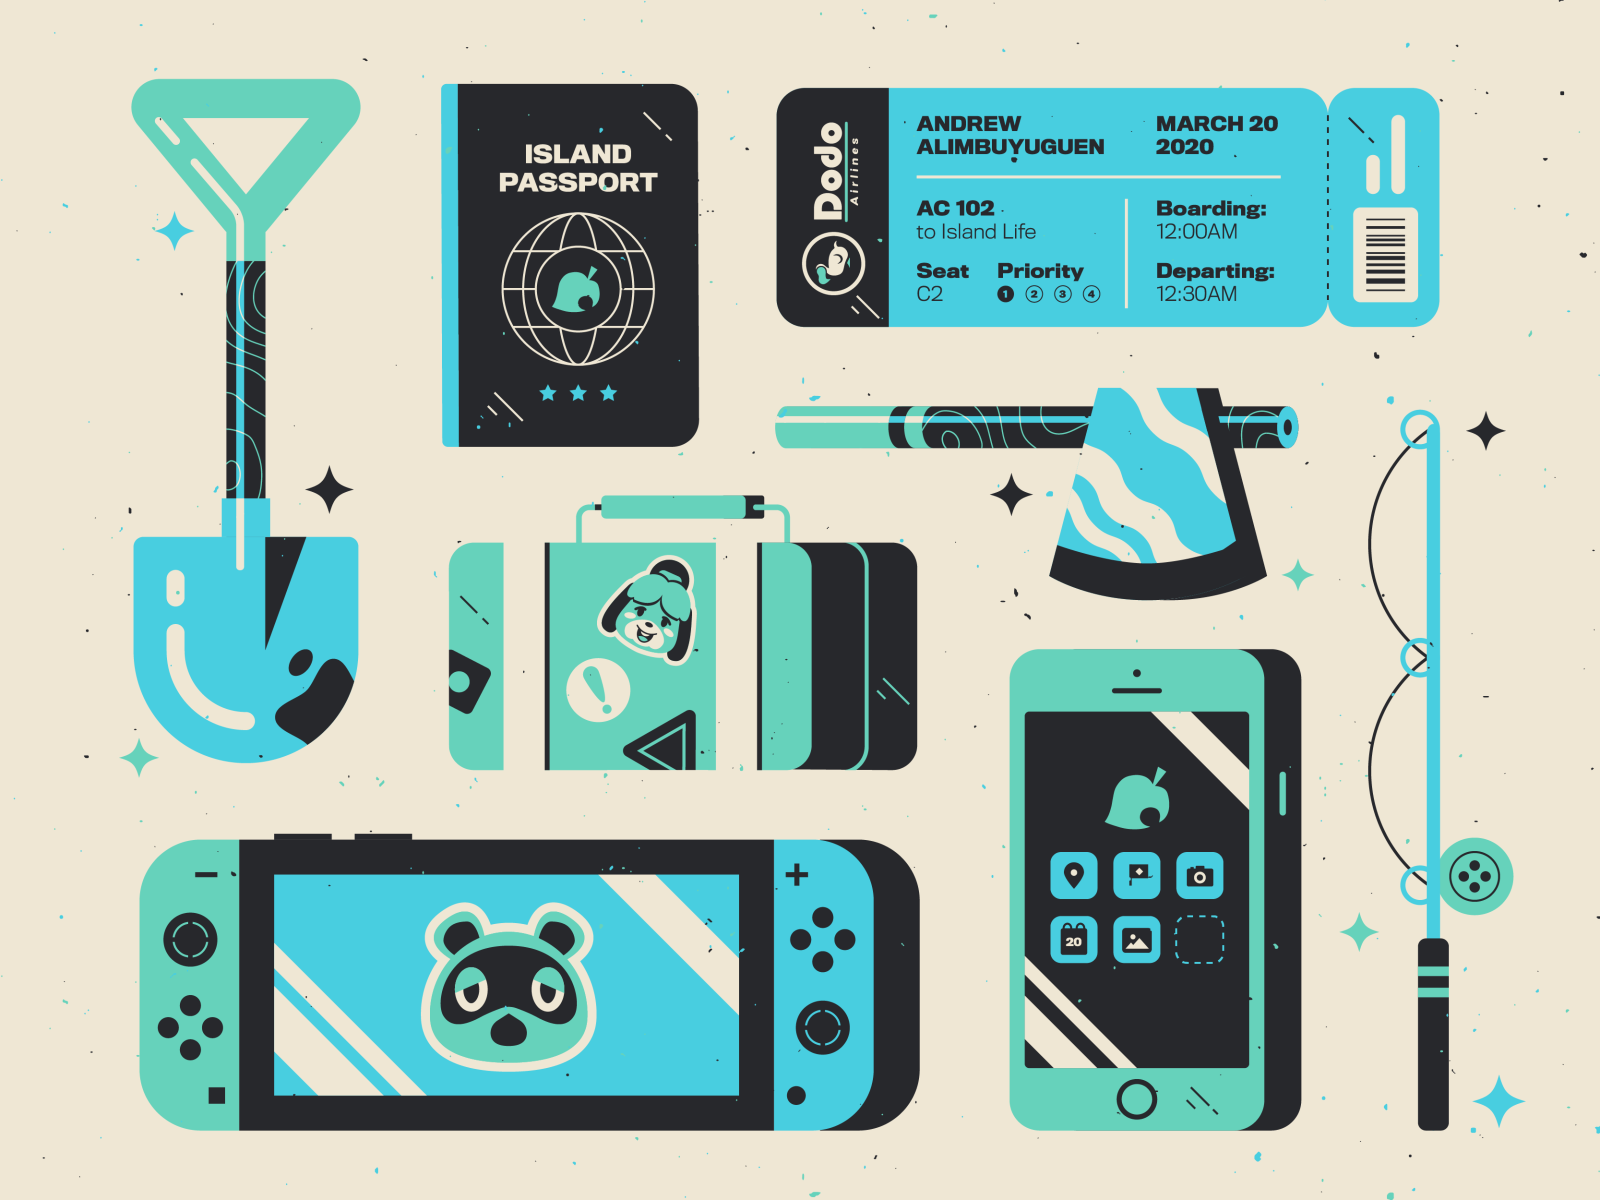 ISLAND
PASSPORT
Dodo
Airlines
ANDREW
ALIMBUYUGUEN
MARCH 20
2020
AC 102
to Island Life
Boarding:
12:00AM
Seat
C2
Priority
1 2 3 4
Departing:
12:30AM
20